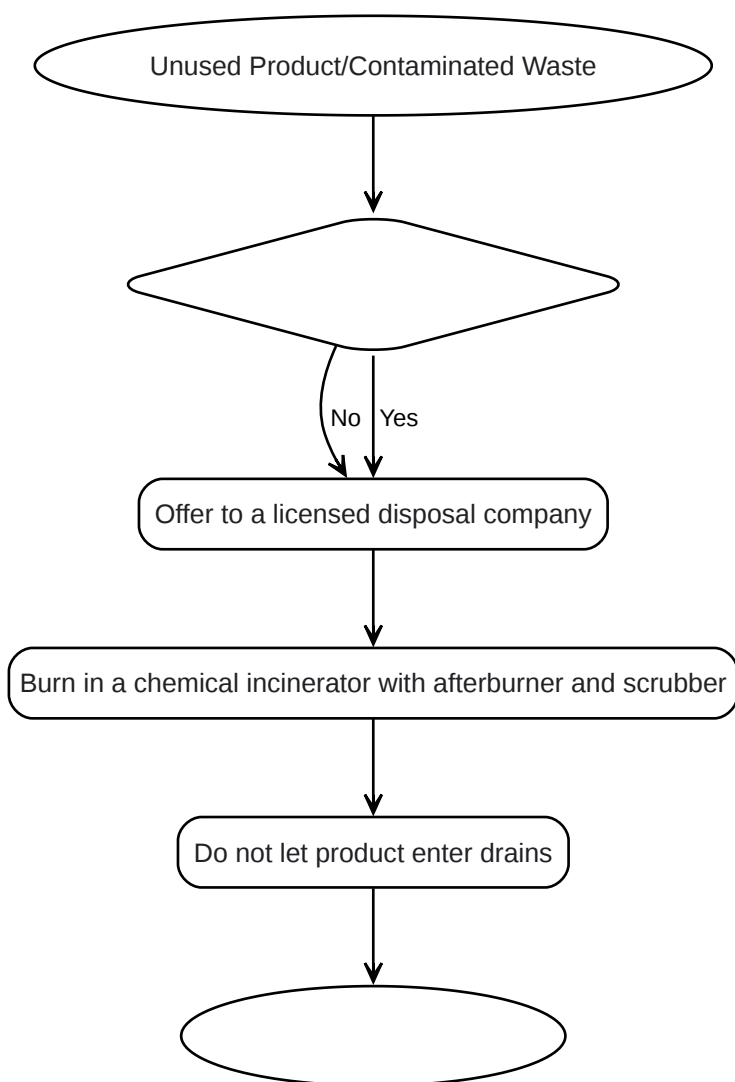 Unused Product/Contaminated Waste
No
Yes
Offer to a licensed disposal company
Burn in a chemical incinerator with afterburner and scrubber
Do not let product enter drains